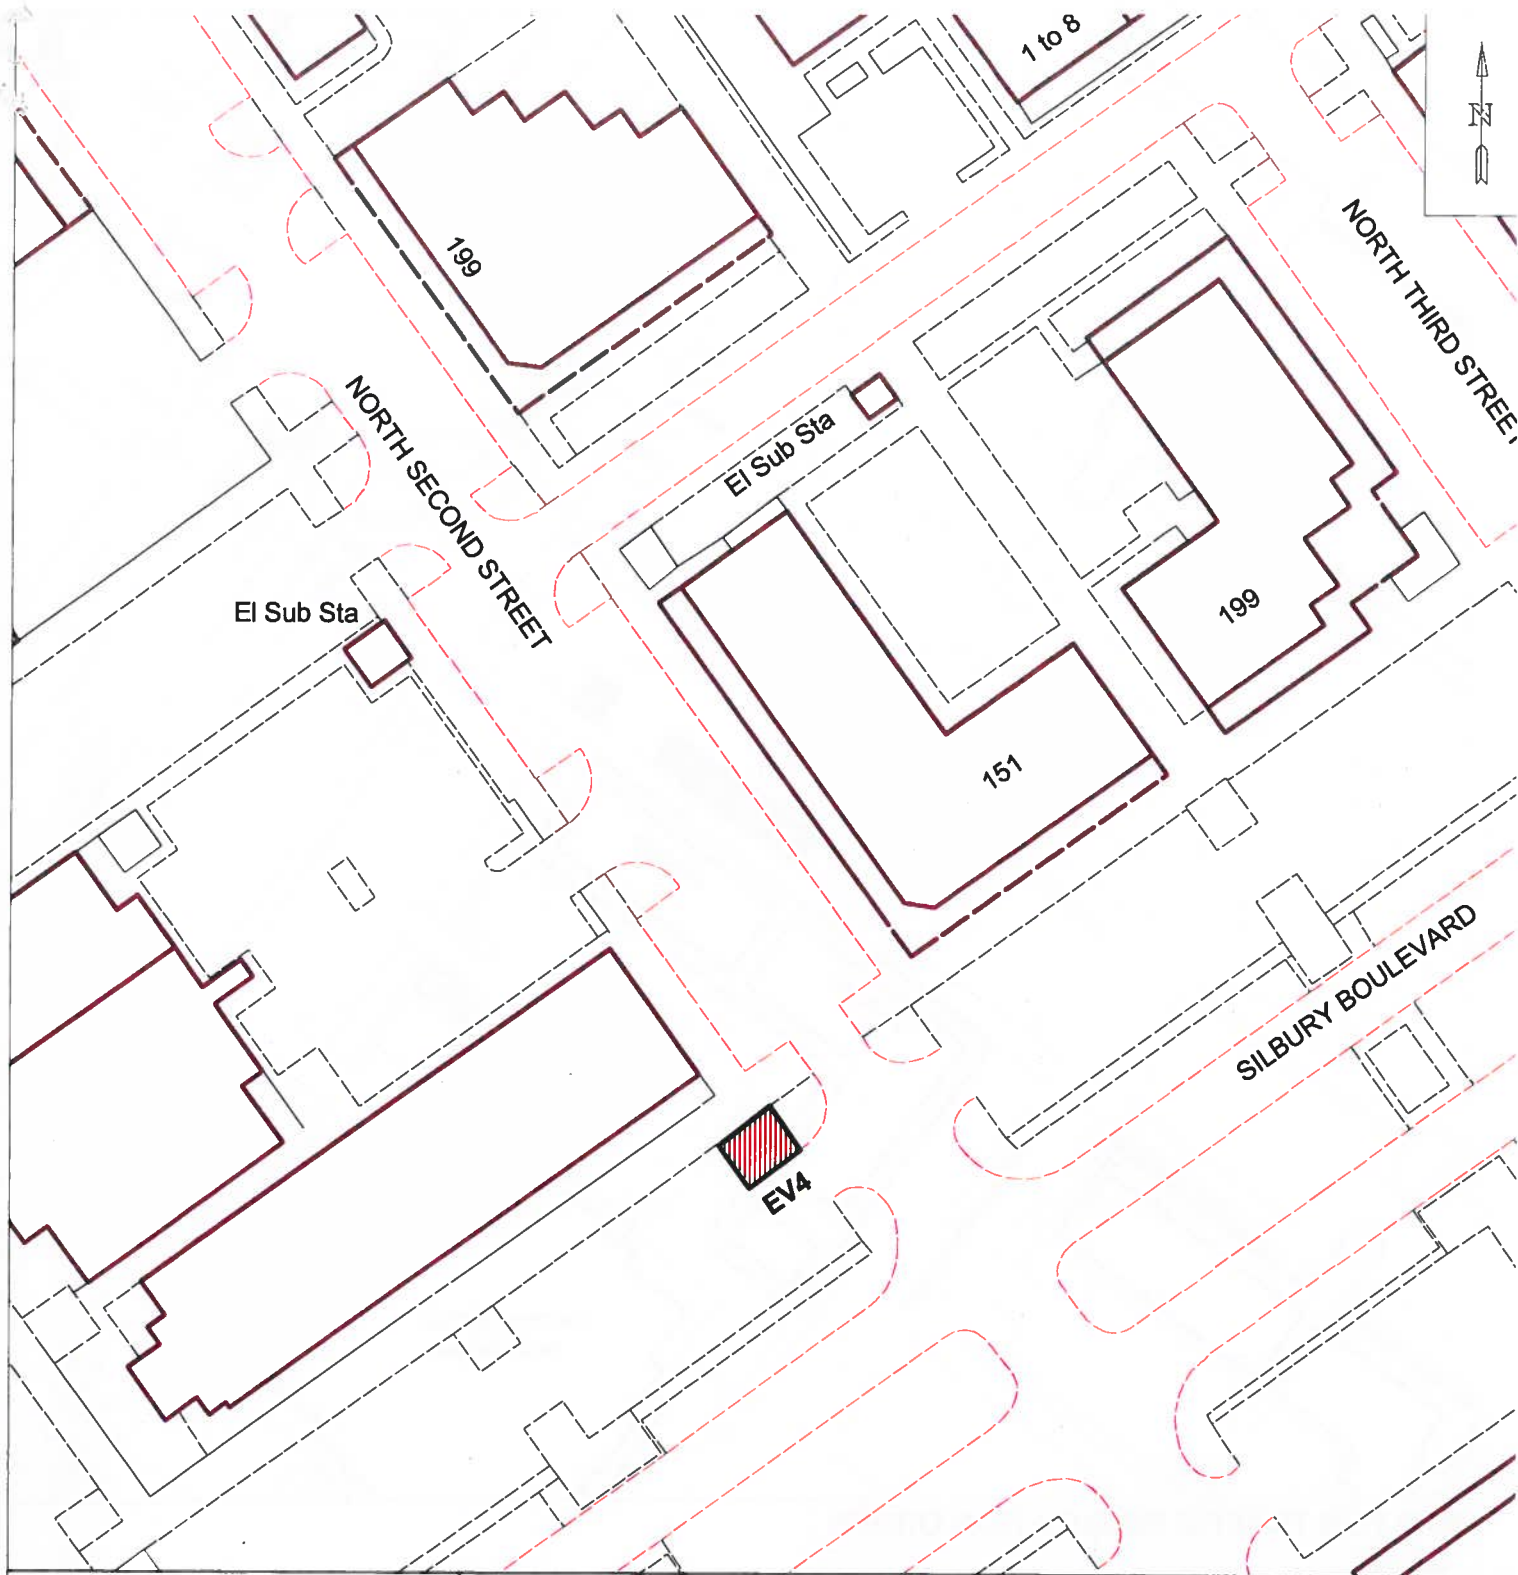 1 to 8
N
199
NORTH THIRD STREET
NORTH SECOND STREET
El Sub Sta
El Sub Sta
199
151
SILBURY BOULEVARD
EV4